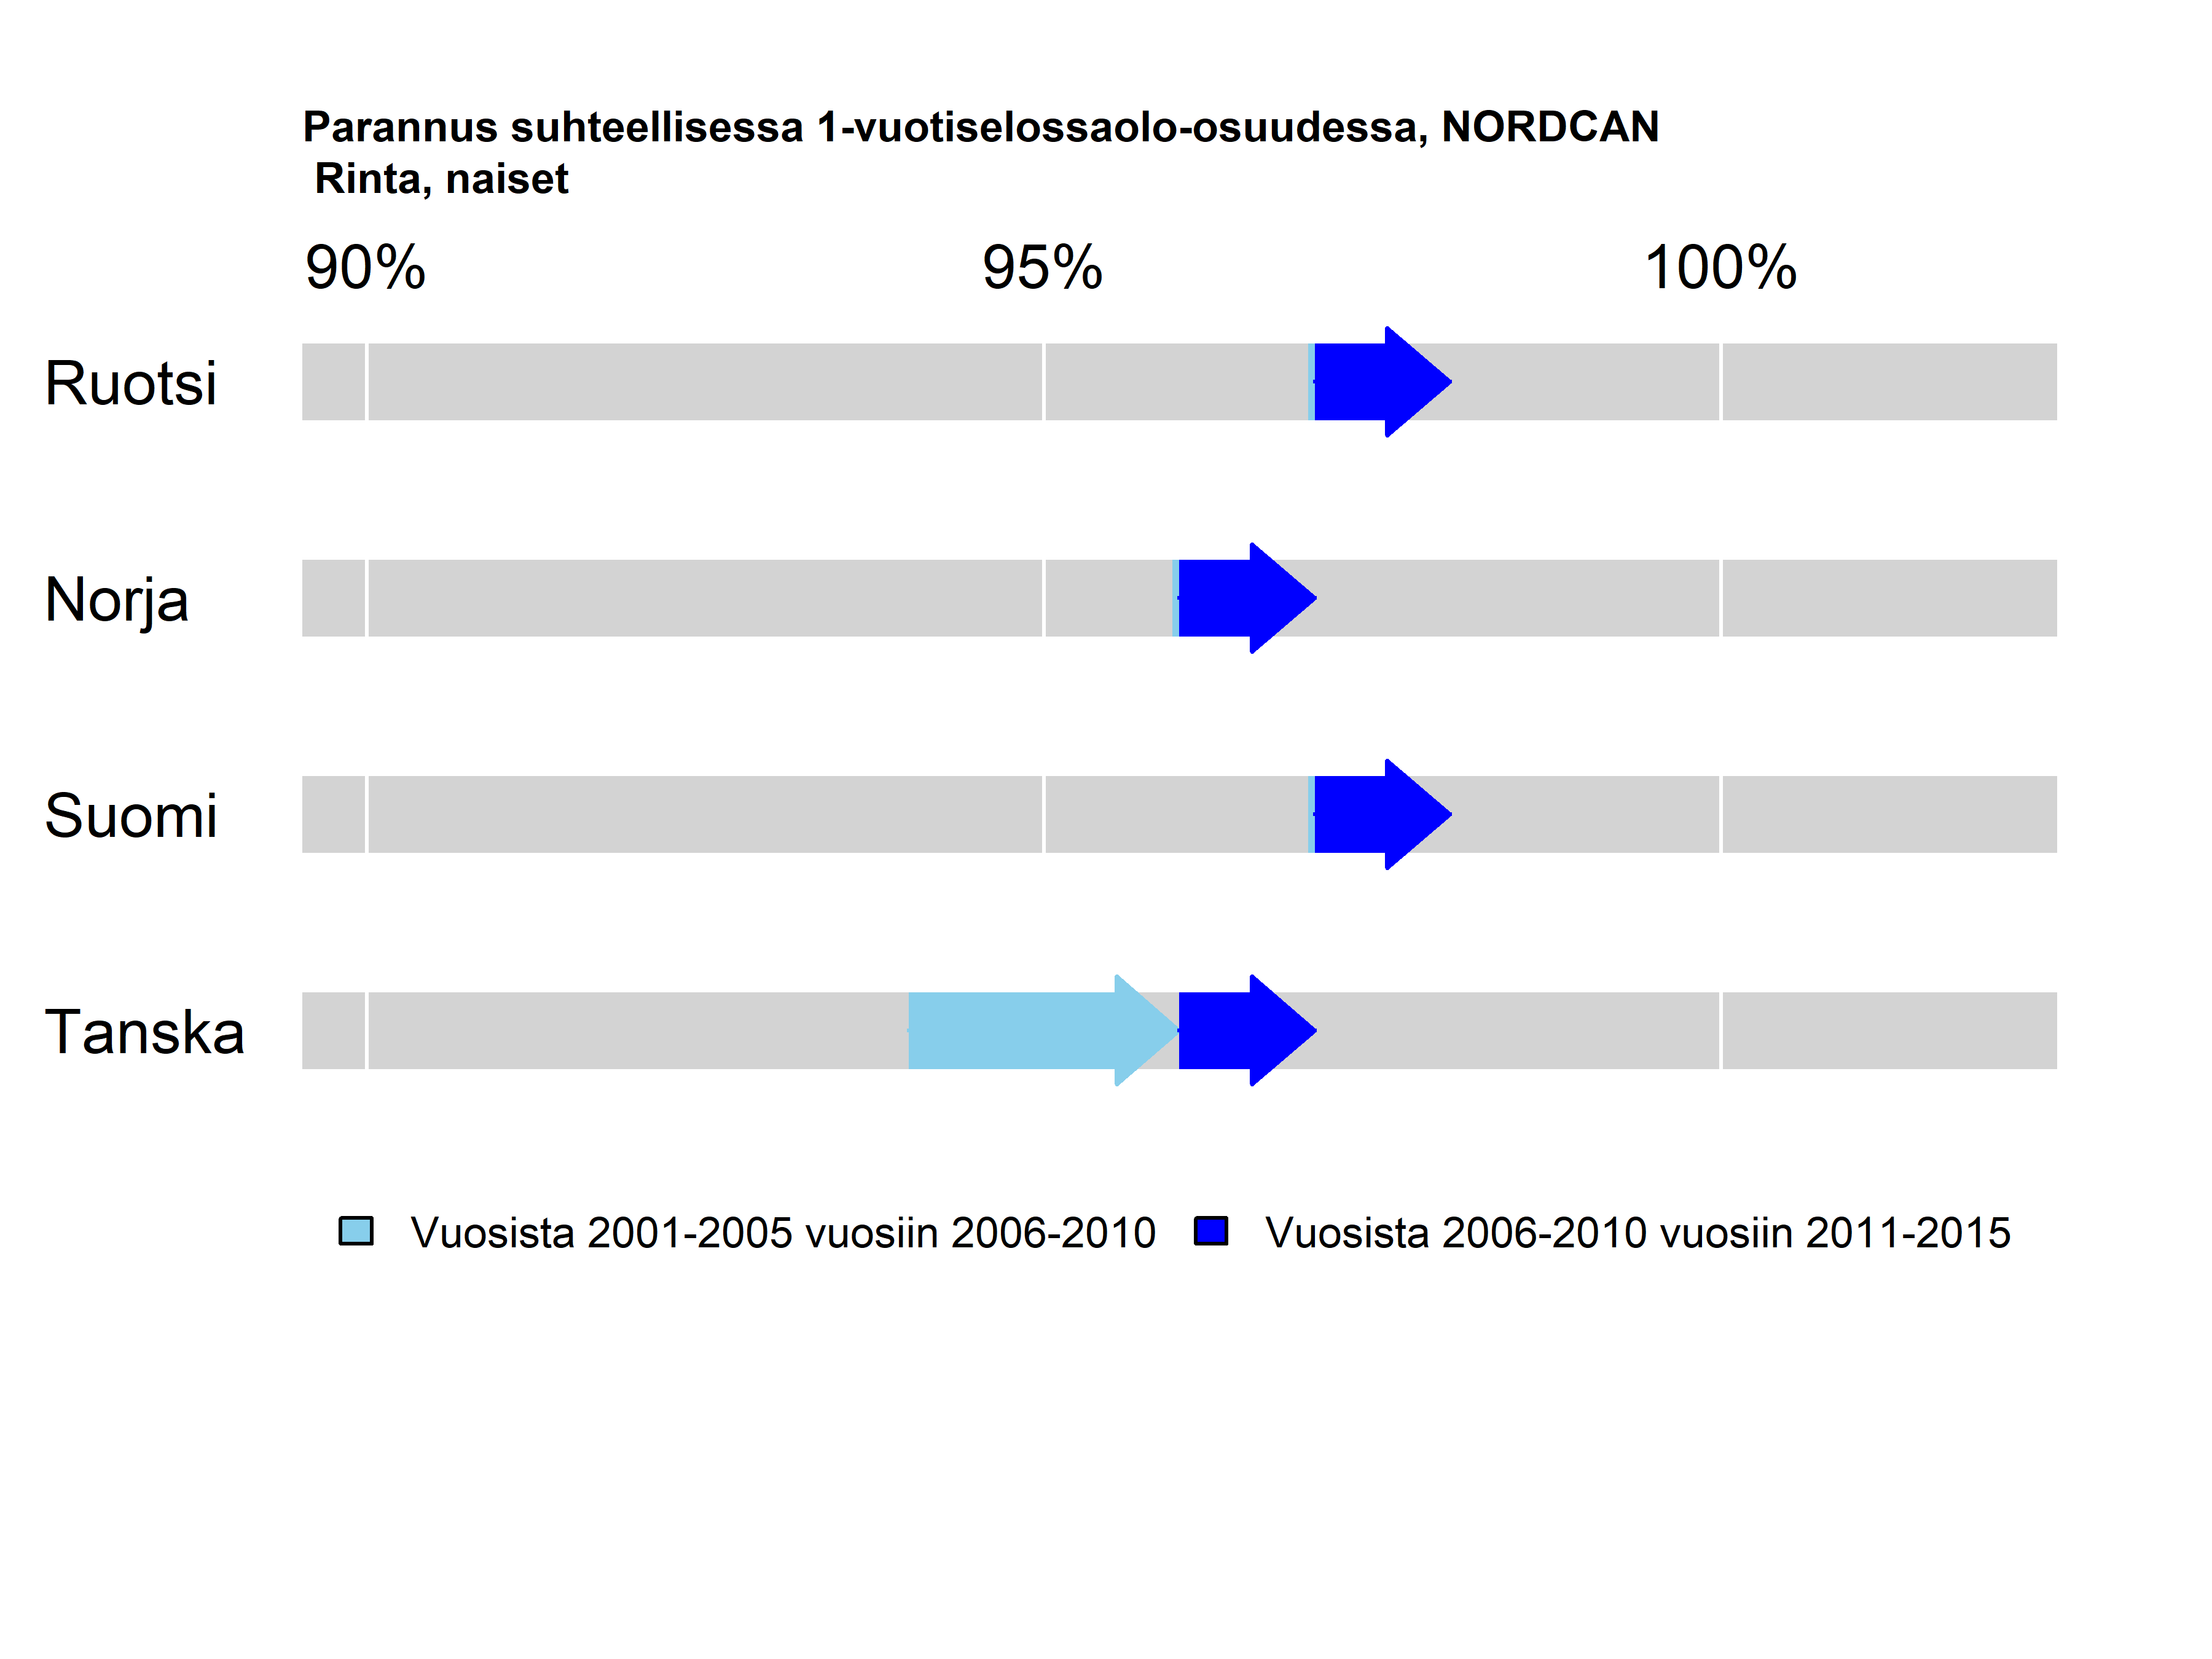 Parannus suhteellisessa 1-vuotiselossaolo-osuudessa, NORDCAN
Rinta, naiset
90% 95% 100%
Ruotsi
Norja
Suomi
Tanska
Vuosista 2001-2005 vuosiin 2006-2010 Vuosista 2006-2010 vuosiin 2011-2015